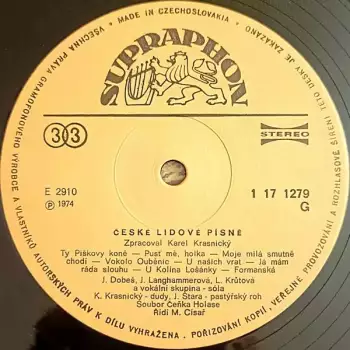 MADE IN CZECHOSLOVAKIA
VŠECHNA PRÁVA GRAMOFONOVÉHO VÝROBCE A VLASTNÍKŮ AUTORSKÝCH PRÁV K DÍLU VYHRAŽENA. POŘIZOVÁNÍ KOPIÍ, VEŘEJNÉ PROVOZOVÁNÍ A ROZHLASOVÉ ŠÍŘENÍ TÉTO DESKY JE ZAKÁZÁNO
SUPRAPHON
33
STEREO
E 2910
Ⓟ 1974
1 17 1279
G
ČESKÉ LIDOVÉ PÍSNĚ
Zpracoval Karel Krasnický
Ty Piškovy koně — Pusť mě, holka — Moje milá smutně
chodí — Vokolo Oubénic — U našich vrat — Já mám
ráda slouhu — U Kolína Lošánky — Formanská
J. Dobeš, J. Langhammerová, L. Krůtová
a vokální skupina - sóla
K. Krasnický - dudy, J. Štara - pastýřský roh
Soubor Čeňka Holase
Řídí M. Císař